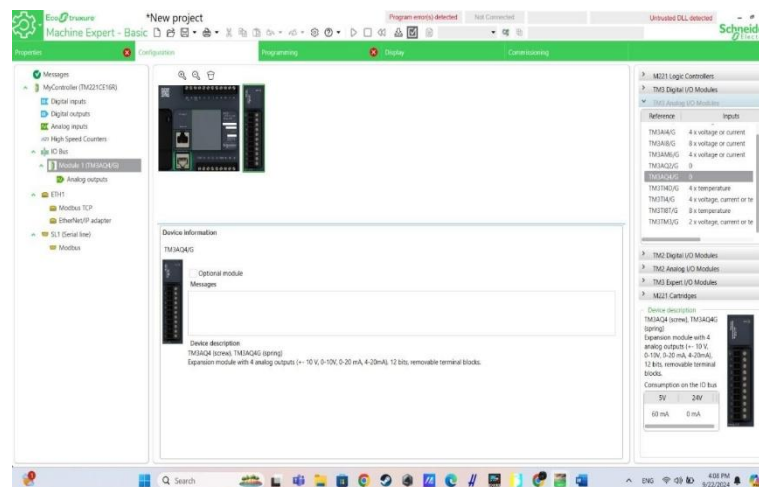 EcoStruxure
Machine Expert - Basic
*New project
Program error(s) detected
Not Connected
Untrusted DLL detected
Schneide
Electr
Properties
Configuration
Programming
Display
Commissioning
Messages
MyController (TM221CE16R)
Digital inputs
Digital outputs
Analog inputs
High Speed Counters
IO Bus
Module 1 (TM3AQ4/G)
Analog outputs
ETH1
Modbus TCP
EtherNet/IP adapter
SL1 (Serial line)
Modbus
Device information
TM3AQ4/G
Optional module
Messages
Device description
TM3AQ4 (screw), TM3AQ4G (spring)
Expansion module with 4 analog outputs (+- 10 V, 0-10V, 0-20 mA, 4-20mA), 12 bits, removable terminal blocks.
M221 Logic Controllers
TM3 Digital I/O Modules
TM3 Analog I/O Modules
Reference Inputs
TM3AI4/G 4 x voltage or current
TM3AI8/G 8 x voltage or current
TM3AM6/G 4 x voltage or current
TM3AQ2/G 0
TM3AQ4/G 0
TM3TI4D/G 4 x temperature
TM3TI4/G 4 x voltage, current or te
TM3TI8T/G 8 x temperature
TM3TM3/G 2 x voltage, current or te
TM2 Digital I/O Modules
TM2 Analog I/O Modules
TM3 Expert I/O Modules
M221 Cartridges
Device description
TM3AQ4 (screw), TM3AQ4G
(spring)
Expansion module with 4
analog outputs (+- 10 V,
0-10V, 0-20 mA, 4-20mA),
12 bits, removable terminal
blocks.
Consumption on the IO bus
5V 24V
60 mA 0 mA
Search
ENG
4:08 PM
9/22/2024